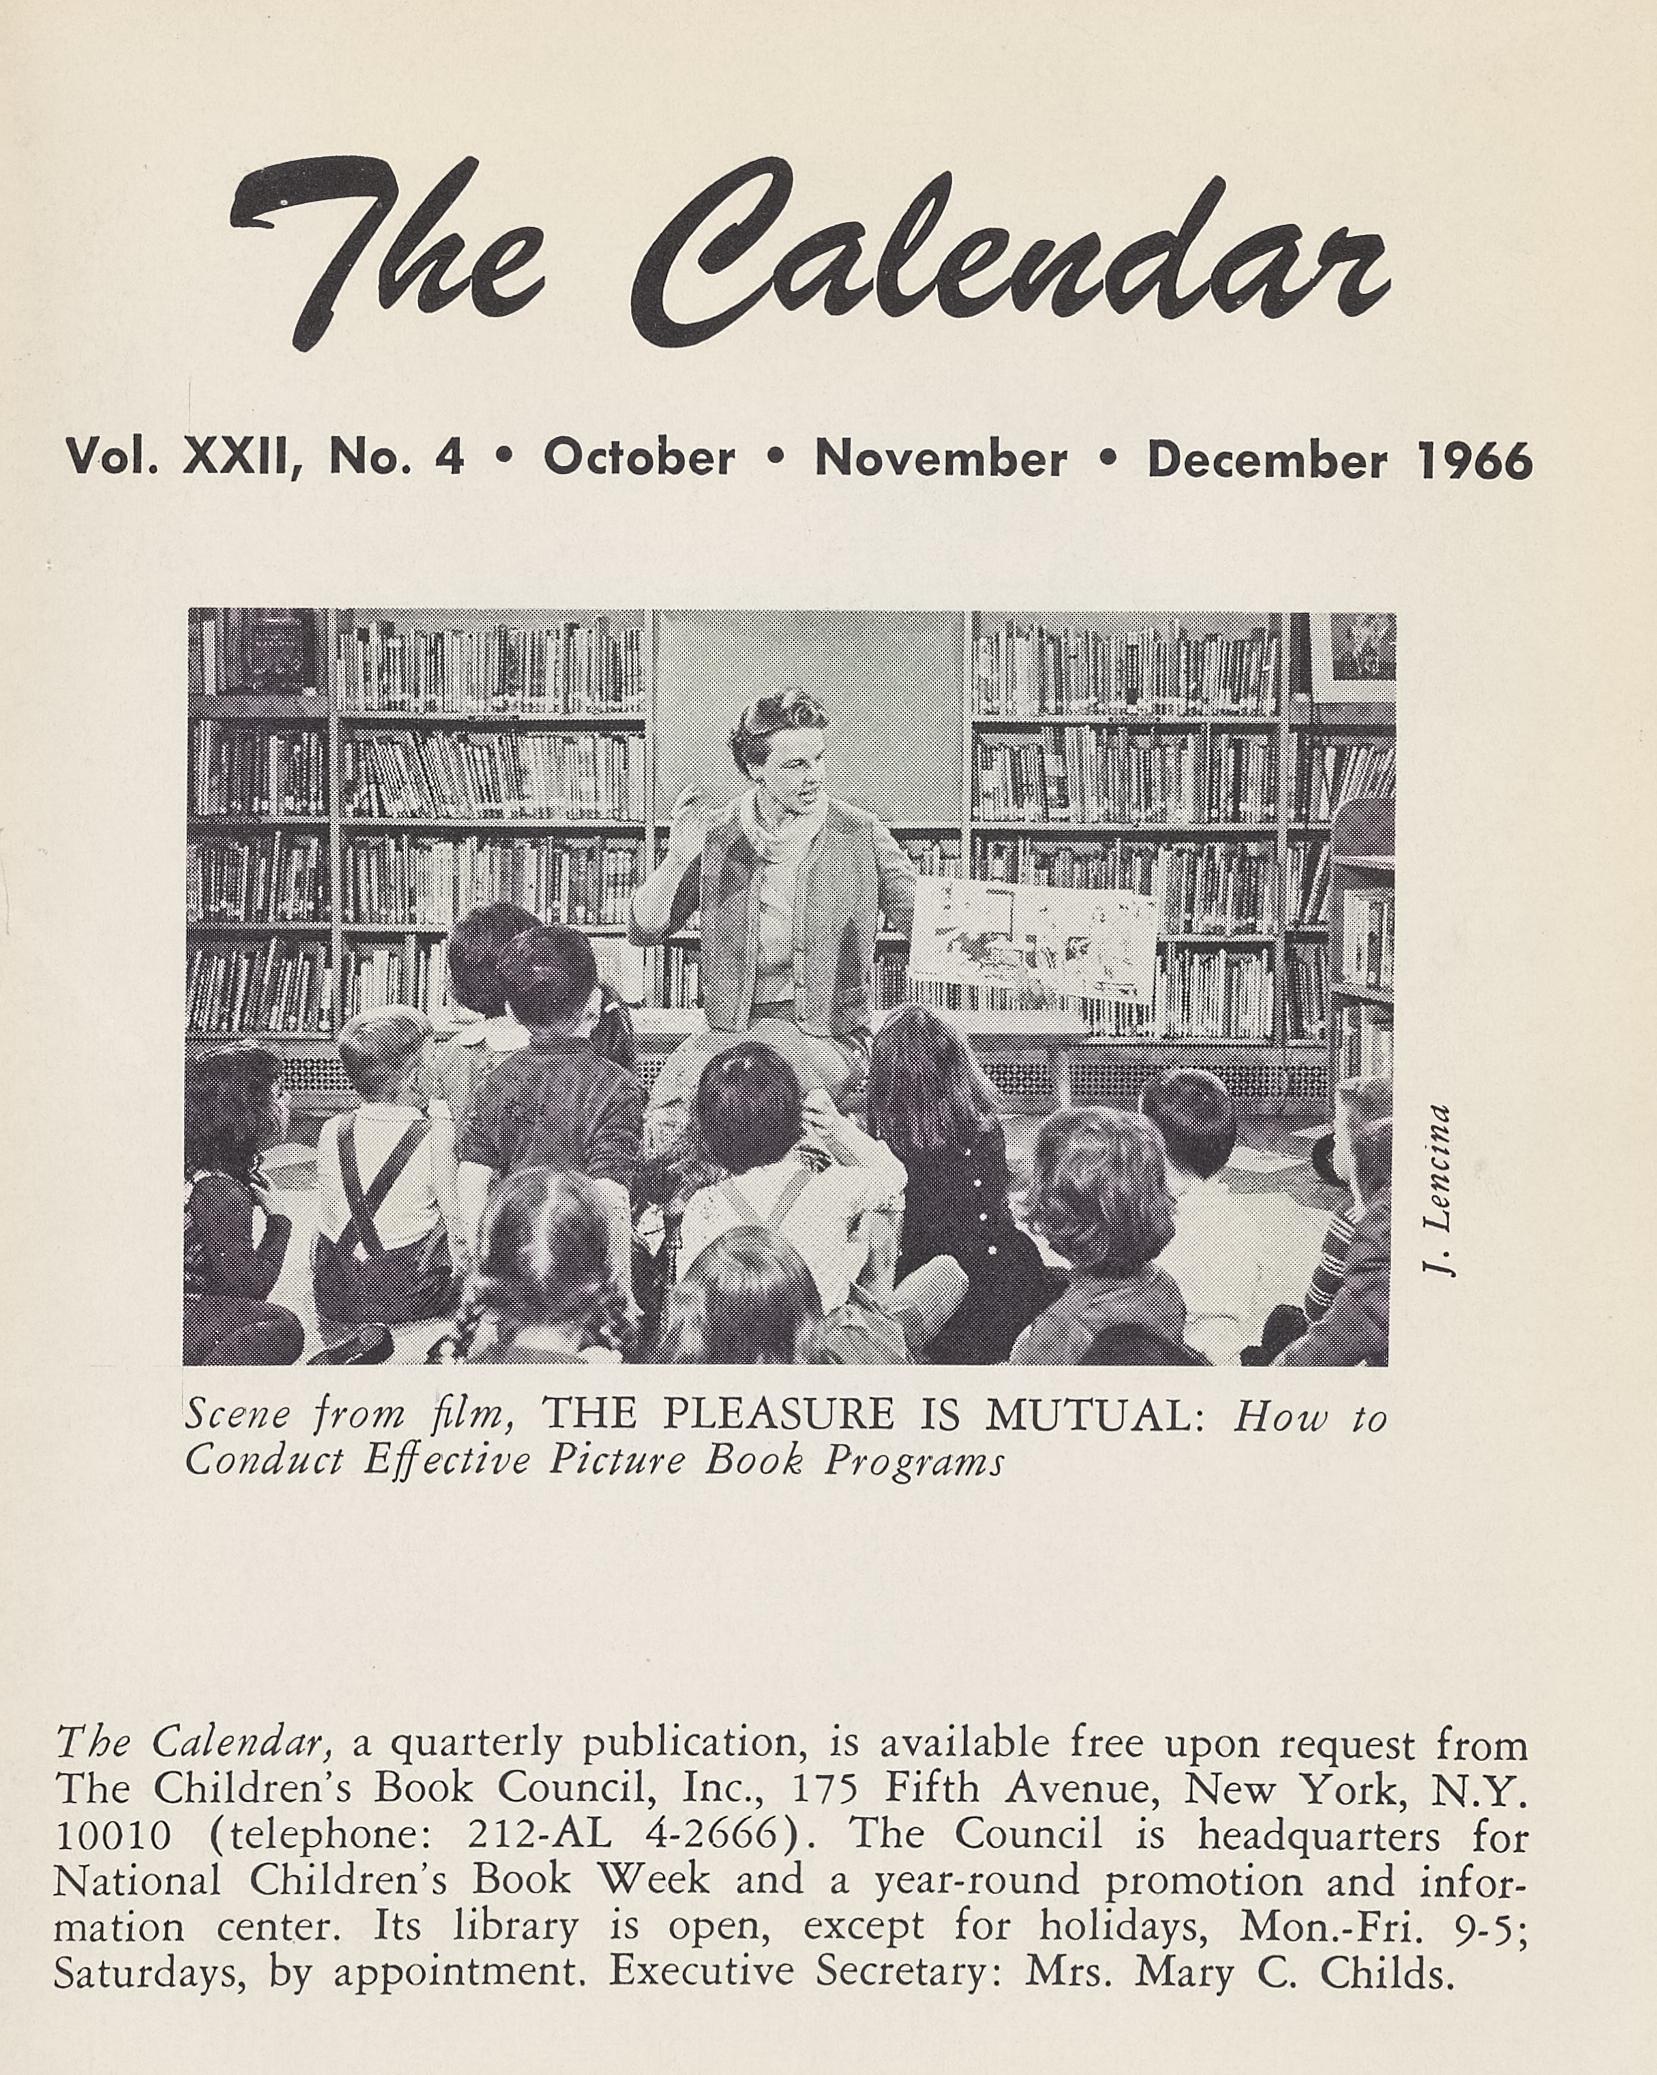 The Calendar
Vol. XXII, No. 4 • October • November • December 1966
J. Lencina
Scene from film, THE PLEASURE IS MUTUAL: How to
Conduct Effective Picture Book Programs
The Calendar, a quarterly publication, is available free upon request from
The Children's Book Council, Inc., 175 Fifth Avenue, New York, N.Y.
10010 (telephone: 212-AL 4-2666). The Council is headquarters for
National Children's Book Week and a year-round promotion and infor-
mation center. Its library is open, except for holidays, Mon.-Fri. 9-5;
Saturdays, by appointment. Executive Secretary: Mrs. Mary C. Childs.